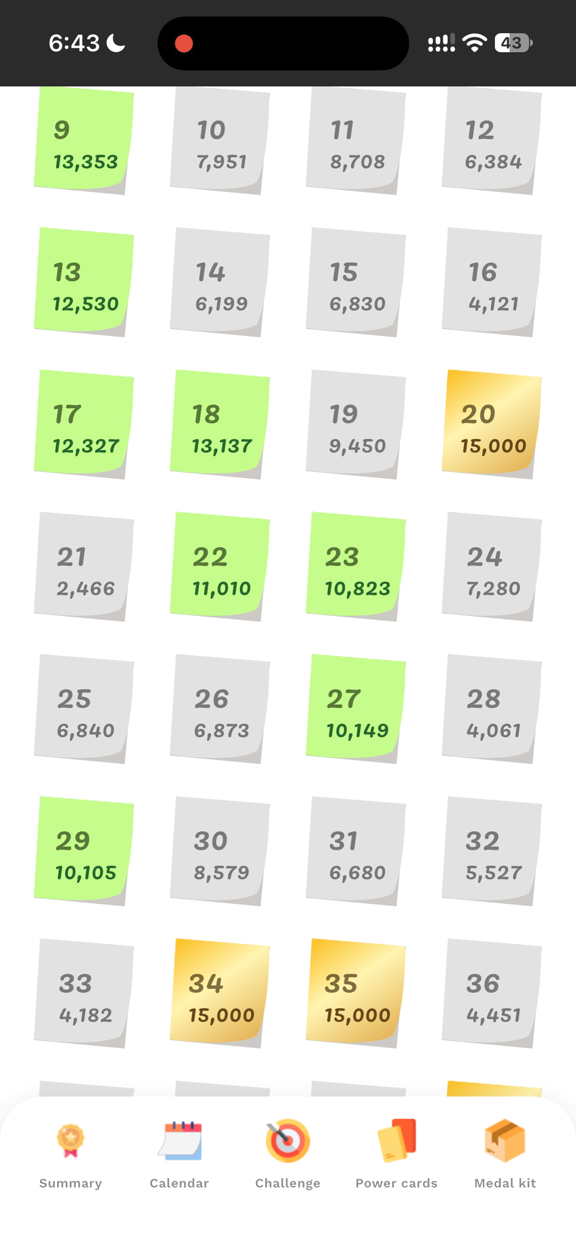 6:43
43
9 10 11 12
13,353 7,951 8,708 6,384
13 14 15 16
12,530 6,199 6,830 4,121
17 18 19 20
12,327 13,137 9,450 15,000
21 22 23 24
2,466 11,010 10,823 7,280
25 26 27 28
6,840 6,873 10,149 4,061
29 30 31 32
10,105 8,579 6,680 5,527
33 34 35 36
4,182 15,000 15,000 4,451
Summary Calendar Challenge Power cards Medal kit